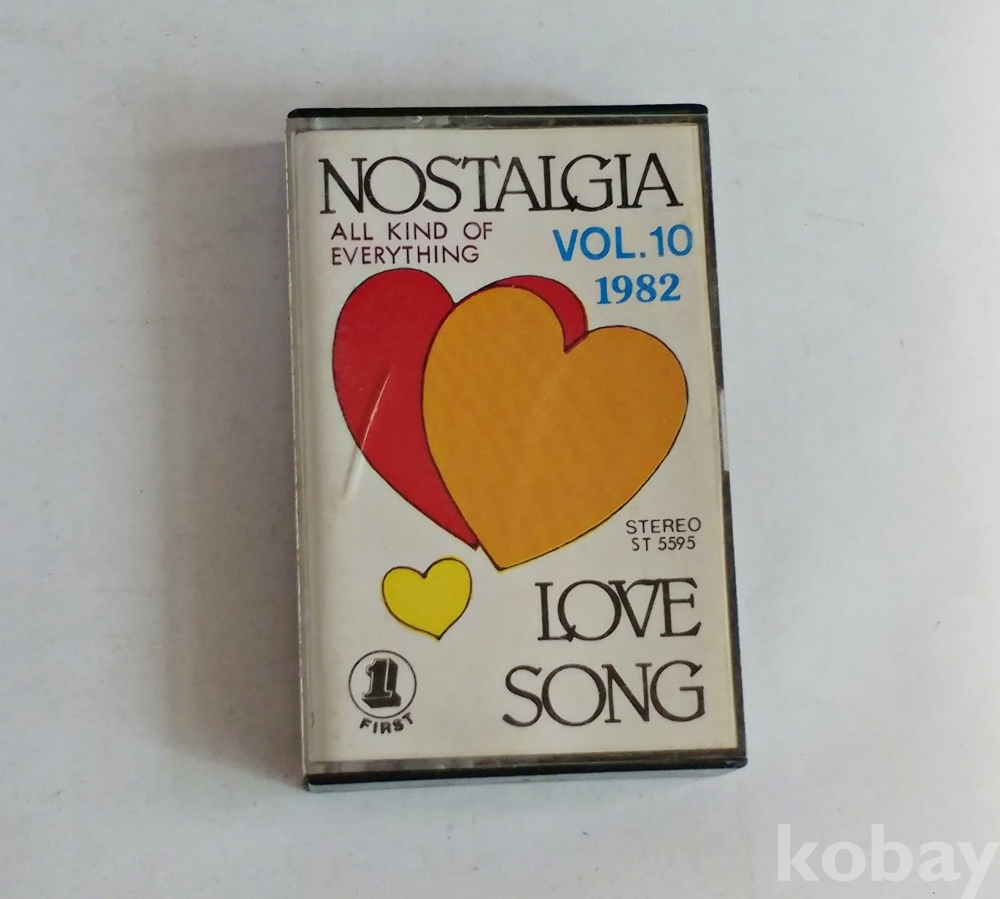 NOSTALGIA
ALL KIND OF
EVERYTHING
VOL.10
1982
STEREO
ST 5595
LOVE
SONG
1
FIRST
kobay